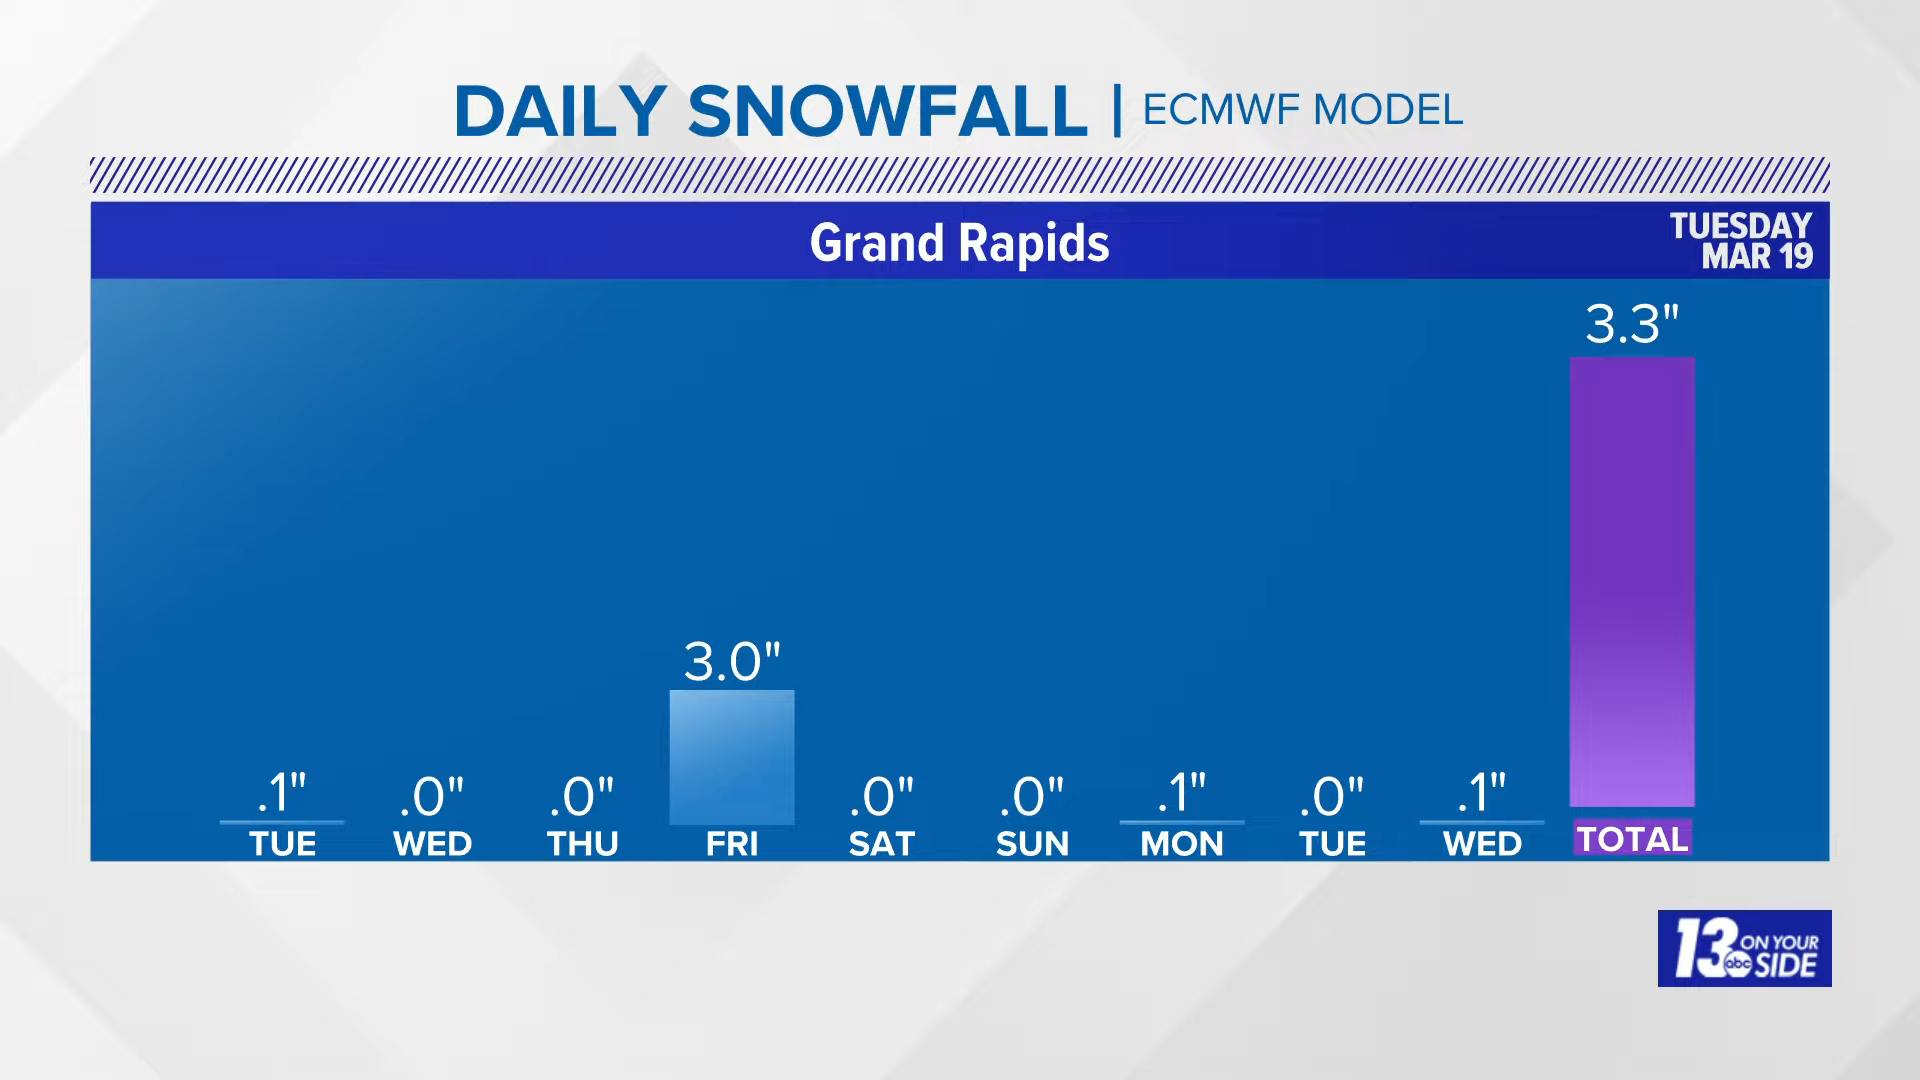 DAILY SNOWFALL | ECMWF MODEL
Grand Rapids
TUESDAY
MAR 19
.1" .0" .0" 3.0" .0" .0" .1" .0" .1" 3.3"
TUE WED THU FRI SAT SUN MON TUE WED TOTAL
13 ON YOUR
abc SIDE